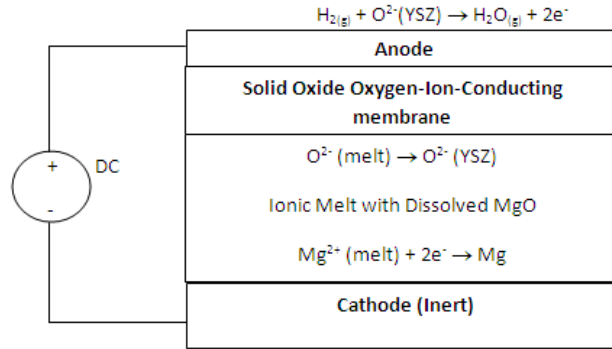 H₂(g) + O²⁻(YSZ) → H₂O(g) + 2e⁻
Anode
Solid Oxide Oxygen-Ion-Conducting
membrane
O²⁻ (melt) → O²⁻ (YSZ)
+
DC
Ionic Melt with Dissolved MgO
-
Mg²⁺ (melt) + 2e⁻ → Mg
Cathode (Inert)